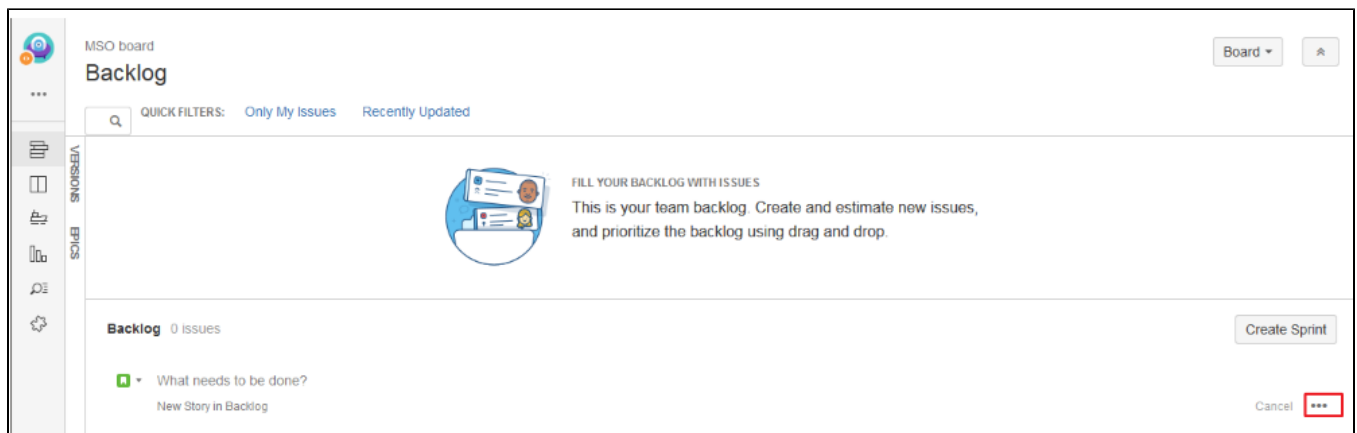 MSO board
Backlog
Board
QUICK FILTERS: Only My Issues Recently Updated
VERSIONS
EPICS
FILL YOUR BACKLOG WITH ISSUES
This is your team backlog. Create and estimate new issues,
and prioritize the backlog using drag and drop.
Backlog 0 issues
Create Sprint
What needs to be done?
New Story in Backlog
Cancel